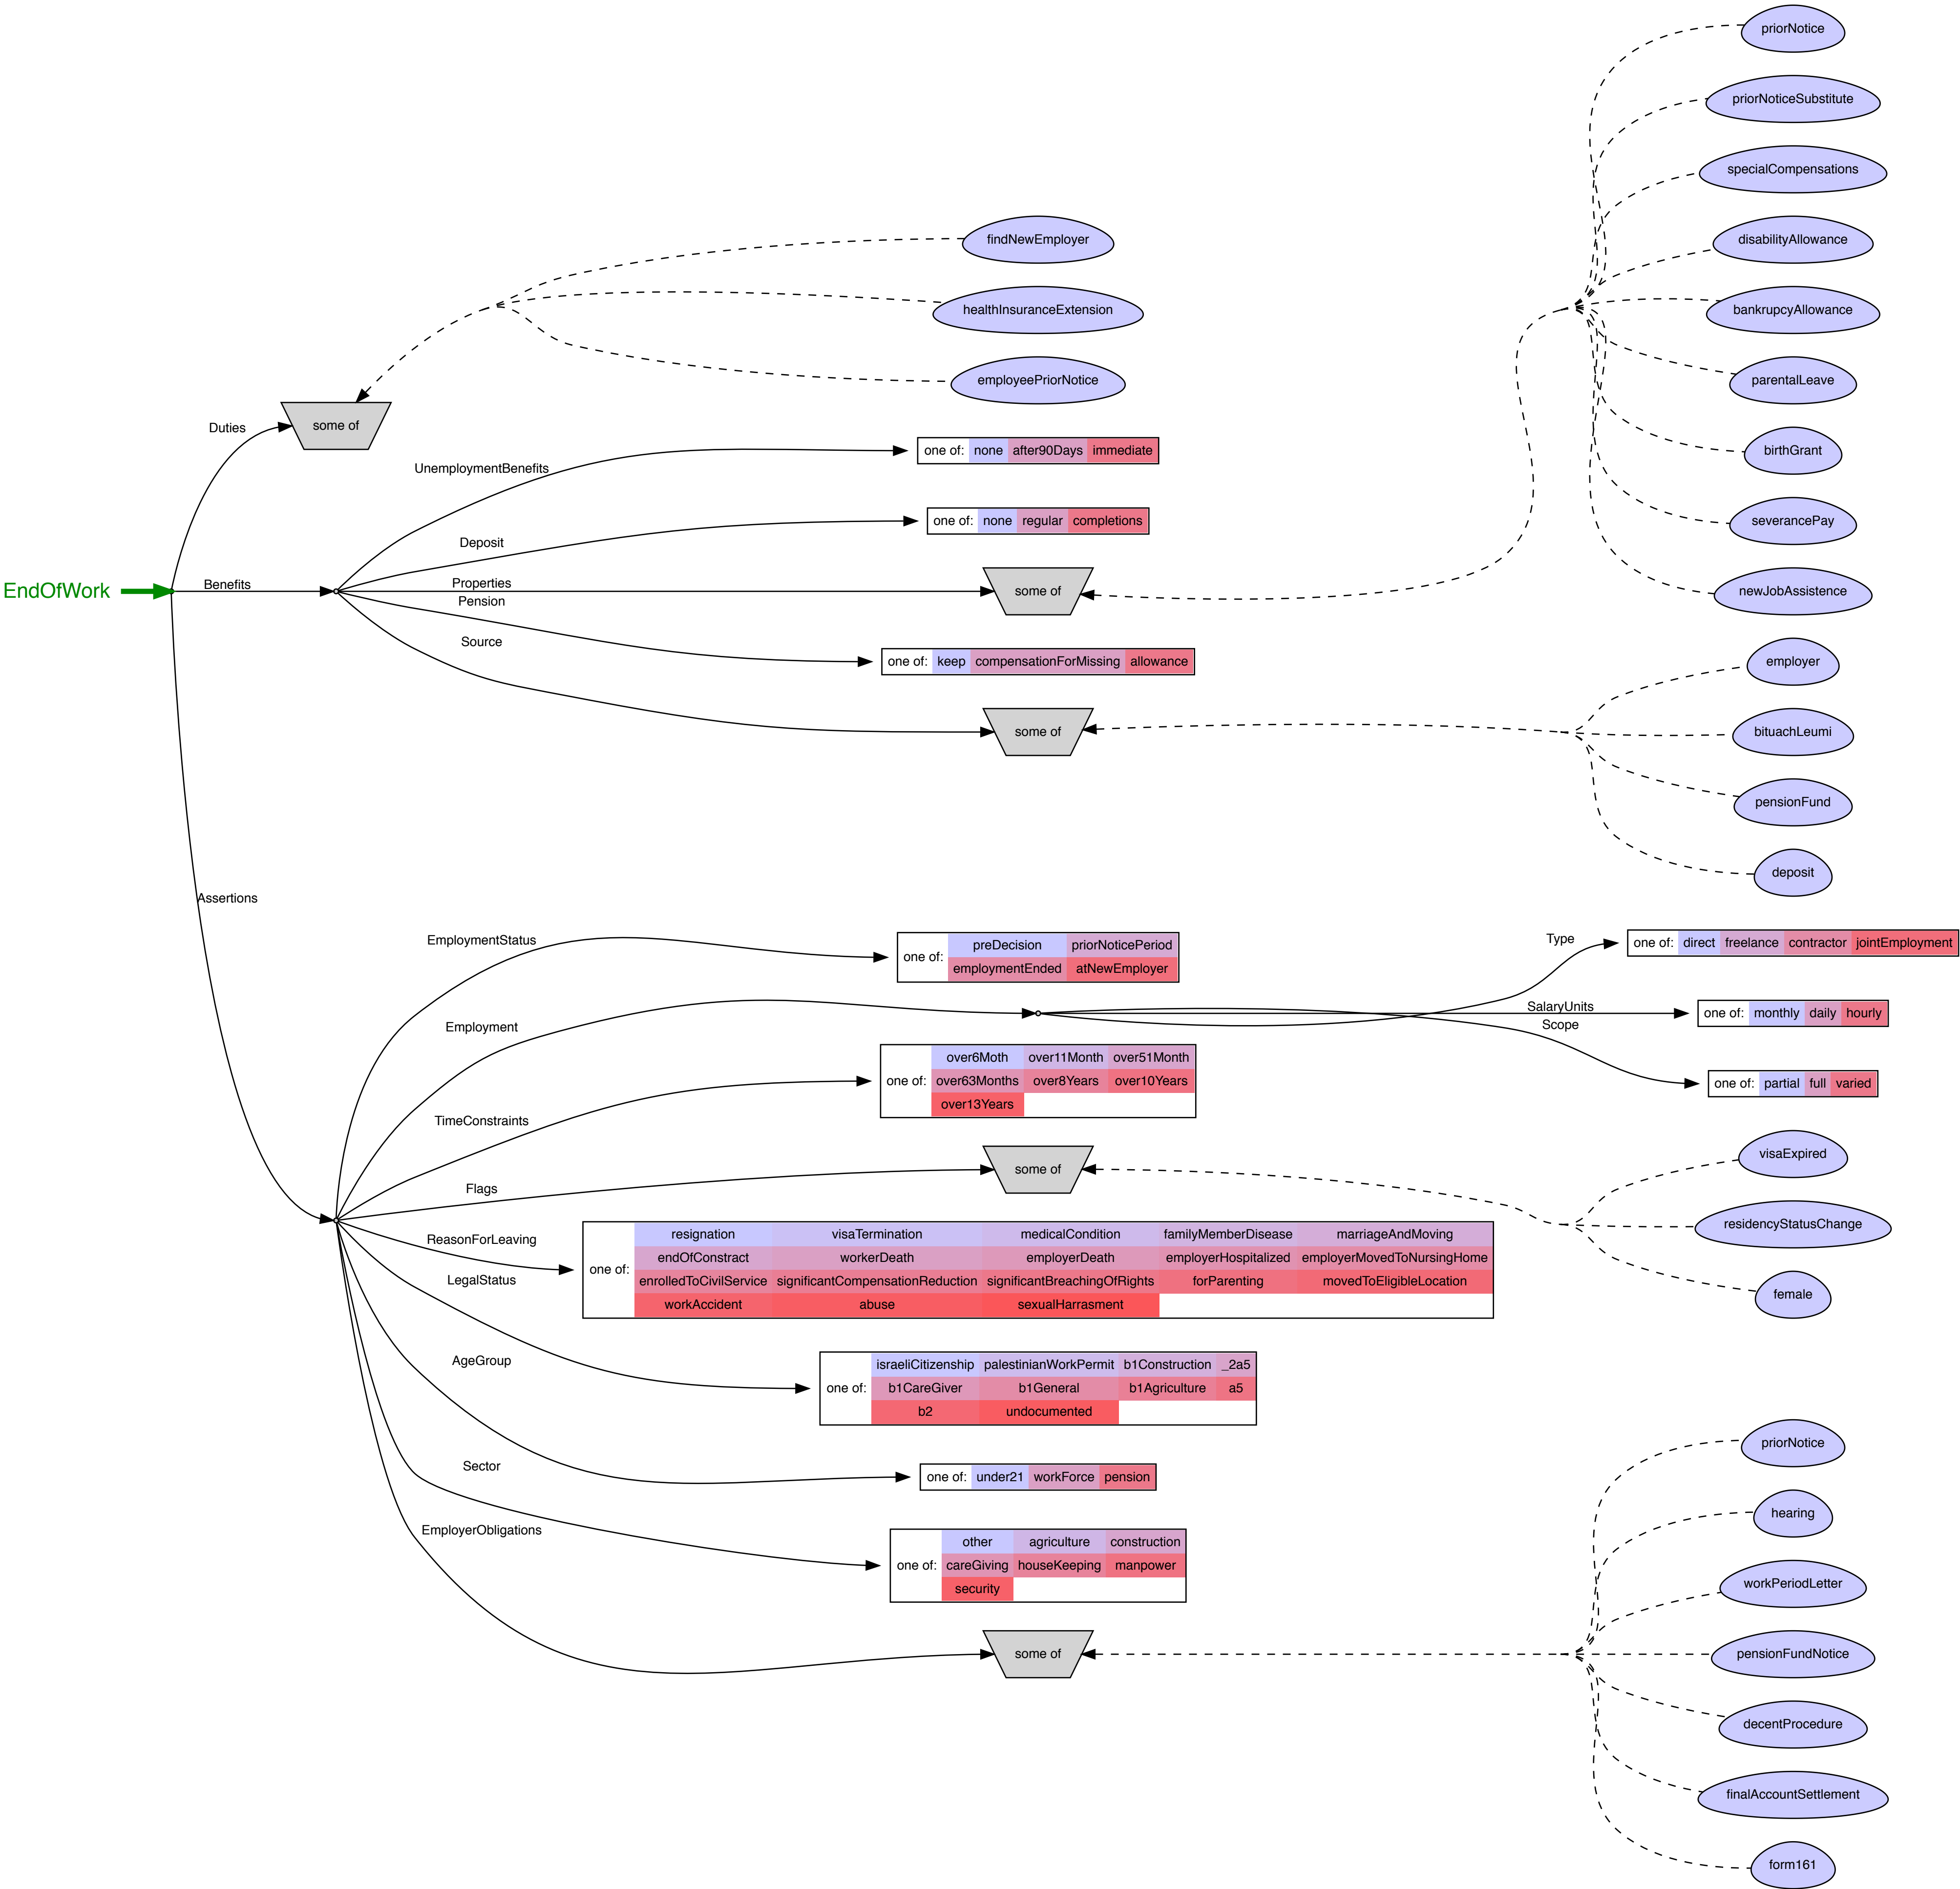 priorNotice
priorNoticeSubstitute
specialCompensations
findNewEmployer
disabilityAllowance
healthInsuranceExtension
bankrupcyAllowance
employeePriorNotice
parentalLeave
Duties
some of
UnemploymentBenefits
one of: none after90Days immediate
birthGrant
Deposit
one of: none regular completions
severancePay
EndOfWork
Benefits
Properties
some of
newJobAssistence
Pension
Source
one of: keep compensationForMissing allowance
employer
some of
bituachLeumi
pensionFund
deposit
Assertions
EmploymentStatus
one of:
preDecision priorNoticePeriod
employmentEnded atNewEmployer
Type
one of: direct freelance contractor jointEmployment
Employment
SalaryUnits
one of: monthly daily hourly
Scope
one of: partial full varied
TimeConstraints
one of:
over6Moth over11Month over51Month
over63Months over8Years over10Years
over13Years
Flags
some of
visaExpired
residencyStatusChange
female
ReasonForLeaving
one of:
resignation visaTermination medicalCondition familyMemberDisease marriageAndMoving
endOfConstract workerDeath employerDeath employerHospitalized employerMovedToNursingHome
enrolledToCivilService significantCompensationReduction significantBreachingOfRights forParenting movedToEligibleLocation
workAccident abuse sexualHarrasment
LegalStatus
one of:
israeliCitizenship palestinianWorkPermit b1Construction _2a5
b1CareGiver b1General b1Agriculture a5
b2 undocumented
AgeGroup
one of: under21 workForce pension
Sector
one of:
other agriculture construction
careGiving houseKeeping manpower
security
EmployerObligations
some of
priorNotice
hearing
workPeriodLetter
pensionFundNotice
decentProcedure
finalAccountSettlement
form161